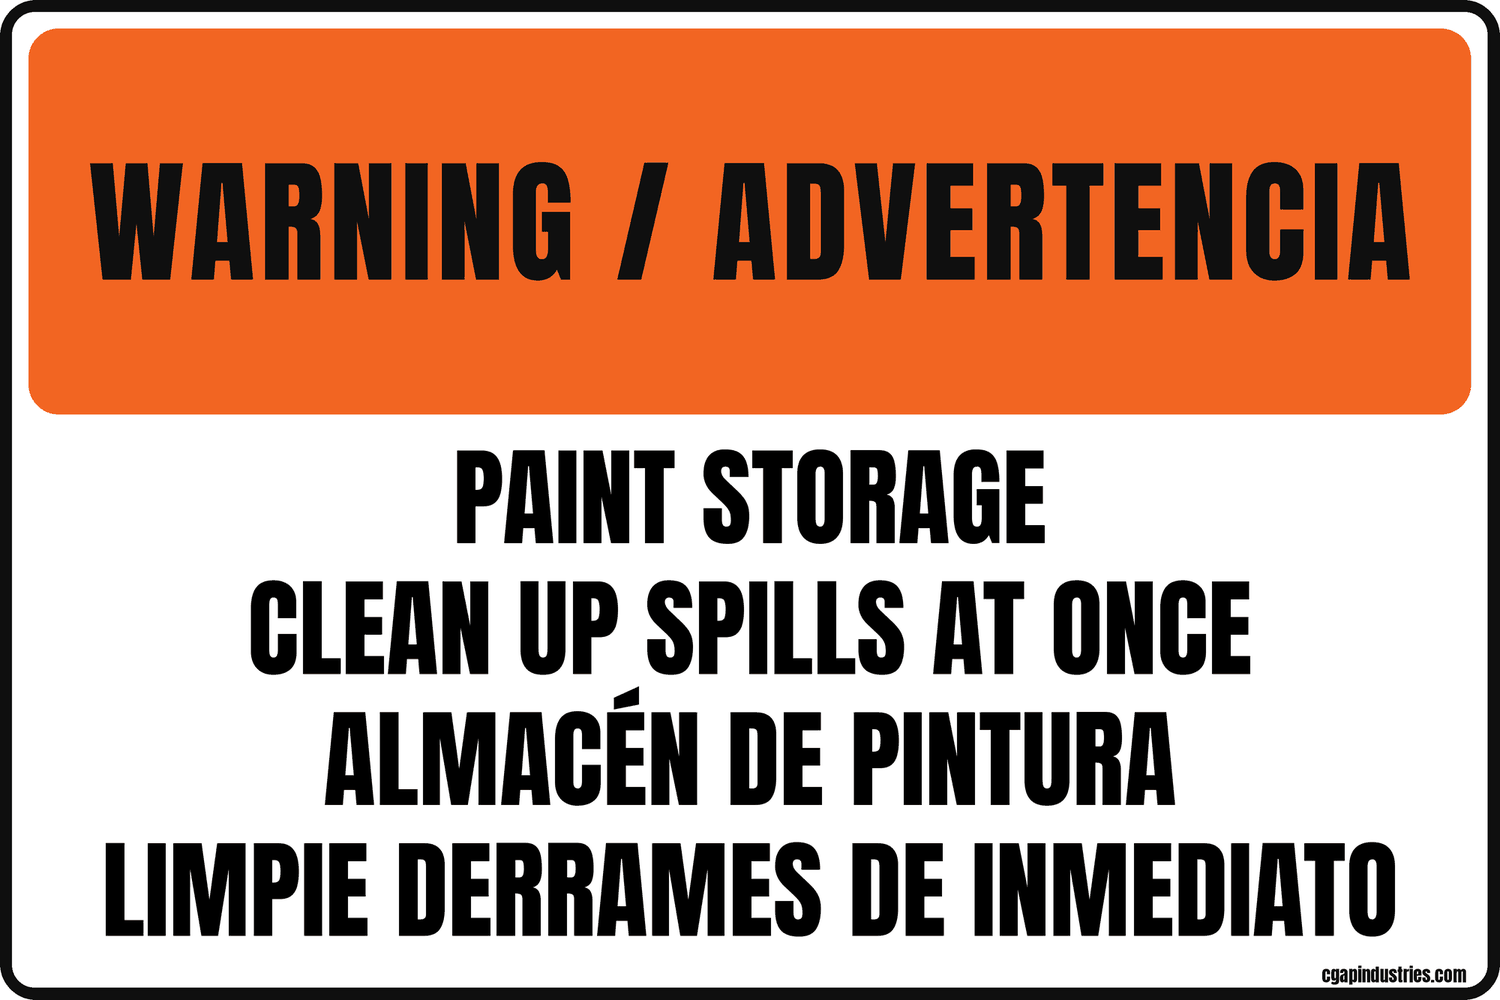 WARNING / ADVERTENCIA
PAINT STORAGE
CLEAN UP SPILLS AT ONCE
ALMACÉN DE PINTURA
LIMPIE DERRAMES DE INMEDIATO
cgapindustries.com